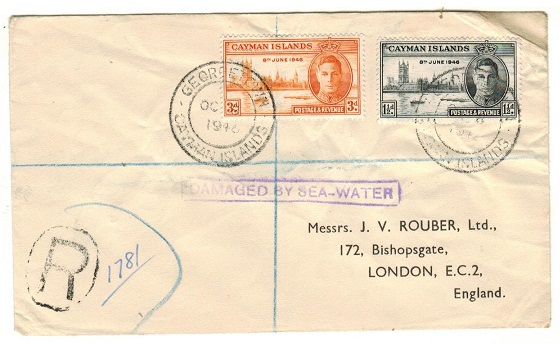 CAYMAN ISLANDS
8TH JUNE 1946
3D 3D
POSTAGE & REVENUE
CAYMAN ISLANDS
8TH JUNE 1946
1½D 1½D
POSTAGE & REVENUE
GEORGETOWN
OC
1946
CAYMAN ISLANDS
DAMAGED BY SEA-WATER
Messrs. J. V. ROUBER, Ltd.,
172, Bishopsgate,
LONDON, E.C.2,
England.
R
1781